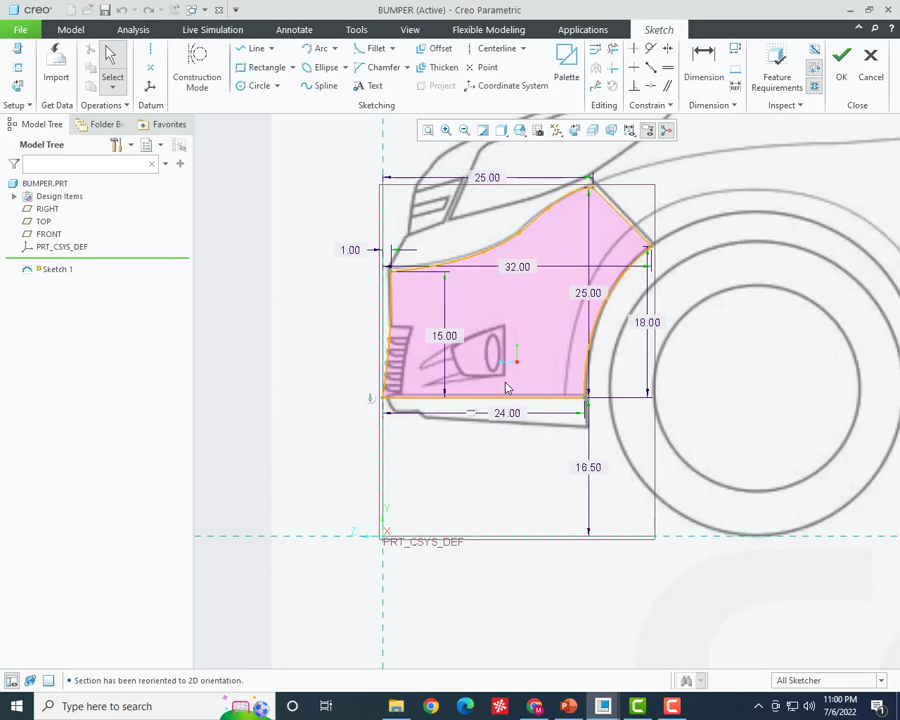 creo
BUMPER (Active) - Creo Parametric
File Model Analysis Live Simulation Annotate Tools View Flexible Modeling Applications Sketch
Line Arc Fillet Offset Centerline
Rectangle Ellipse Chamfer Thicken Point
Circle Spline Text Project Coordinate System
Import Select Construction Mode Palette Dimension Feature Requirements OK Cancel
Setup Get Data Operations Datum Sketching Editing Constrain Dimension Inspect Close
Model Tree Folder Br Favorites
Model Tree
BUMPER.PRT
Design Items
RIGHT
TOP
FRONT
PRT_CSYS_DEF
Sketch 1
25.00
1.00
32.00
25.00
18.00
15.00
24.00
16.50
Y
X
Z
PRT_CSYS_DEF
Section has been reoriented to 2D orientation.
All Sketcher
Type here to search
11:00 PM
7/6/2022
1